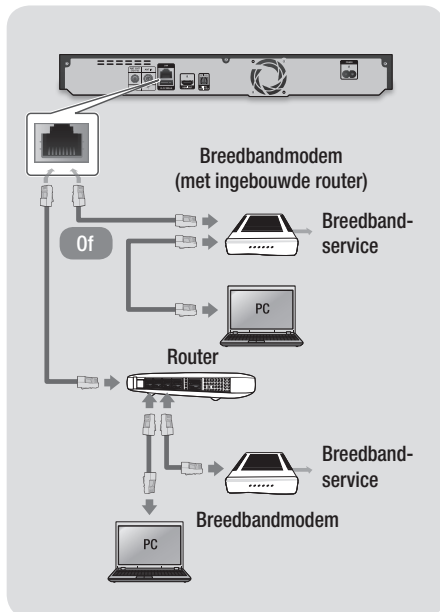 Breedbandmodem
(met ingebouwde router)
Of
Breedband-
service
PC
Router
Breedband-
service
Breedbandmodem
PC